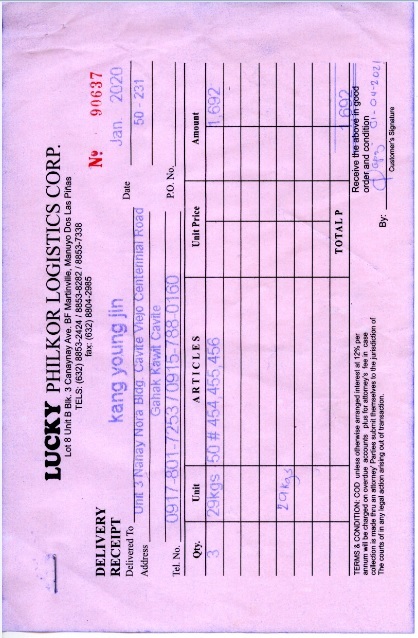 LUCKY PHILKOR LOGISTICS CORP.
Lot 8 Unit B Blk. 3 Canaynay Ave. BF Martinville, Manuyo Dos Las Piñas
TELS: (632) 8853-2424 / 8853-8282 / 8853-7338
fax: (632) 8804-2985
DELIVERY
RECEIPT
Nº 90637
Delivered To Kang young jin
Date Jan 2020
Address Unit 3 Nanay Nora Bldg. Cavite Viejo Centennial Road
50 - 231
Gahak Kawit Cavite
Tel. No. 0917-801-7253 / 0915-788-0160
P.O. No.
Qty. Unit ARTICLES Unit Price Amount
3 29kgs 50 # 454,455,456 1,692
29kgs
TOTAL P 1,692
TERMS & CONDITION: COD unless otherwise arranged interest at 12% per
annum will be charged on overdue accounts plus for attorney's fee in case
collection is made thru an attorney' Parties submit themselves to the jurisdiction of
The courts of in any legal action arising out of transaction.
Receive the above in good
order and condition
By: 01-04-2021
Customer's Signature